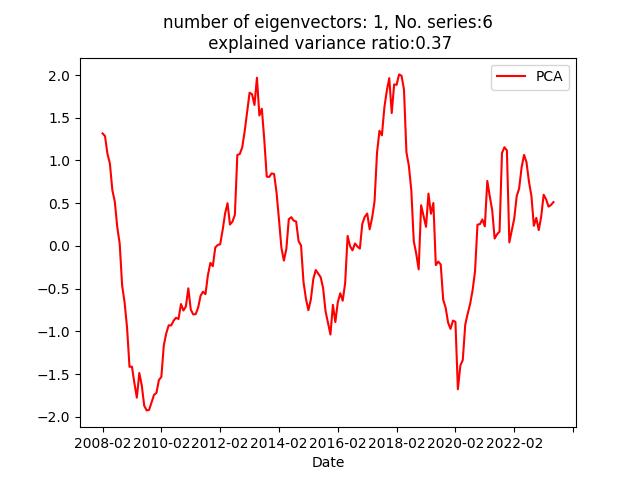 number of eigenvectors: 1, No. series:6
explained variance ratio:0.37
PCA
2.0
1.5
1.0
0.5
0.0
−0.5
−1.0
−1.5
−2.0
2008-02 2010-02 2012-02 2014-02 2016-02 2018-02 2020-02 2022-02
Date